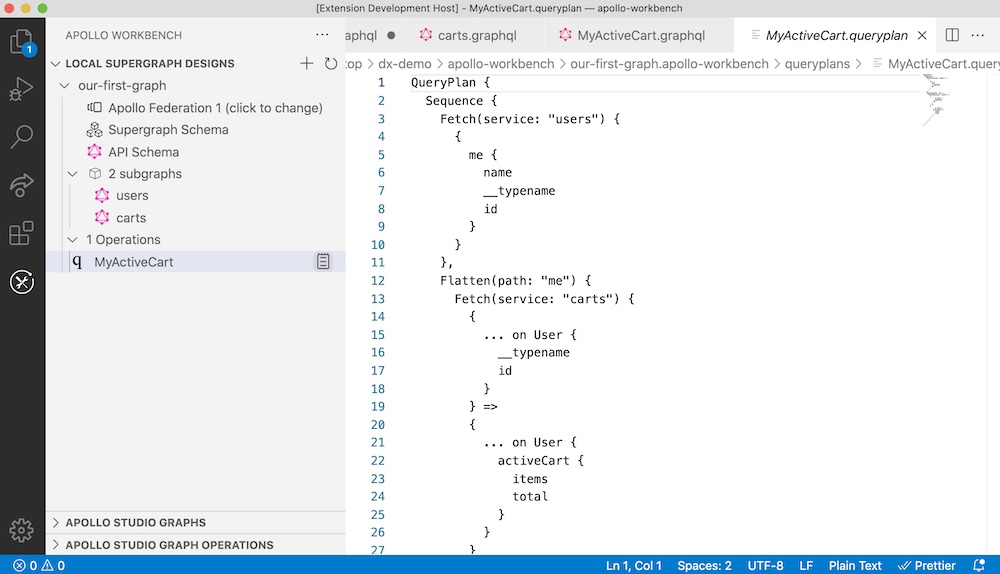 [Extension Development Host] - MyActiveCart.queryplan — apollo-workbench
1
APOLLO WORKBENCH
aphql
carts.graphql
MyActiveCart.graphql
MyActiveCart.queryplan
LOCAL SUPERGRAPH DESIGNS
top > dx-demo > apollo-workbench > our-first-graph.apollo-workbench > queryplans > MyActiveCart.query
our-first-graph
Apollo Federation 1 (click to change)
Supergraph Schema
API Schema
2 subgraphs
users
carts
1 Operations
q MyActiveCart
1 QueryPlan {
2 Sequence {
3 Fetch(service: "users") {
4 {
5 me {
6 name
7 __typename
8 id
9 }
10 }
11 },
12 Flatten(path: "me") {
13 Fetch(service: "carts") {
14 {
15 ... on User {
16 __typename
17 id
18 }
19 } =>
20 {
21 ... on User {
22 activeCart {
23 items
24 total
25 }
26 }
27 }
APOLLO STUDIO GRAPHS
APOLLO STUDIO GRAPH OPERATIONS
0 0 Ln 1, Col 1 Spaces: 2 UTF-8 LF Plain Text Prettier